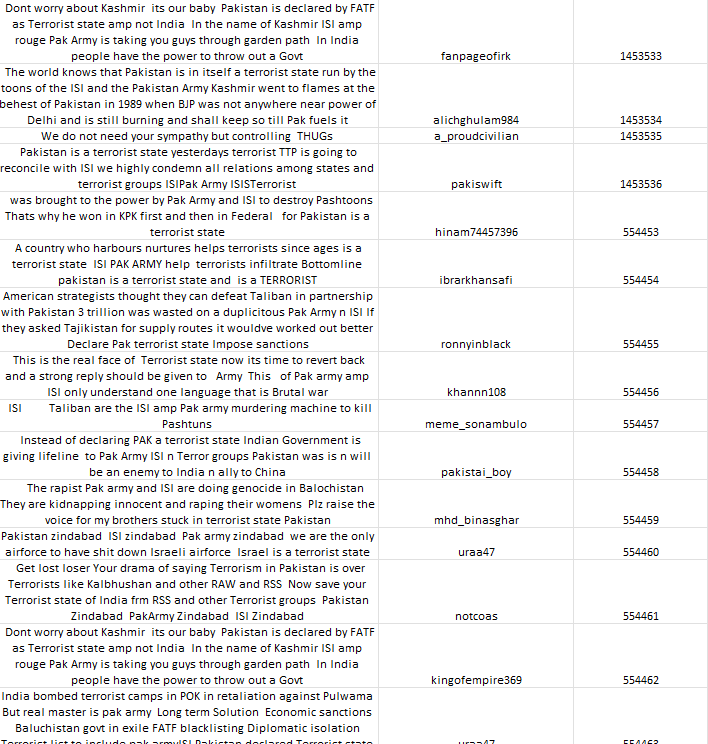 Dont worry about Kashmir its our baby Pakistan is declared by FATF
as Terrorist state amp not India In the name of Kashmir ISI amp
rouge Pak Army is taking you guys through garden path In India
people have the power to throw out a Govt
fanpageofirk
1453533
The world knows that Pakistan is in itself a terrorist state run by the
toons of the ISI and the Pakistan Army Kashmir went to flames at the
behest of Pakistan in 1989 when BJP was not anywhere near power of
Delhi and is still burning and shall keep so till Pak fuels it
alichghulam984
1453534
We do not need your sympathy but controlling THUGs
a_proudcivilian
1453535
Pakistan is a terrorist state yesterdays terrorist TTP is going to
reconcile with ISI we highly condemn all relations among states and
terrorist groups ISIPak Army ISISTerrorist
pakiswift
1453536
was brought to the power by Pak Army and ISI to destroy Pashtoons
Thats why he won in KPK first and then in Federal for Pakistan is a
terrorist state
hinam74457396
554453
A country who harbours nurtures helps terrorists since ages is a
terrorist state ISI PAK ARMY help terrorists infiltrate Bottomline
pakistan is a terrorist state and is a TERRORIST
ibrarkhansafi
554454
American strategists thought they can defeat Taliban in partnership
with Pakistan 3 trillion was wasted on a duplicitous Pak Army n ISI If
they asked Tajikistan for supply routes it wouldve worked out better
Declare Pak terrorist state Impose sanctions
ronnyinblack
554455
This is the real face of Terrorist state now its time to revert back
and a strong reply should be given to Army This of Pak army amp
ISI only understand one language that is Brutal war
khannn108
554456
ISI Taliban are the ISI amp Pak army murdering machine to kill
Pashtuns
meme_sonambulo
554457
Instead of declaring PAK a terrorist state Indian Government is
giving lifeline to Pak Army ISI n Terror groups Pakistan was is n will
be an enemy to India n ally to China
pakistai_boy
554458
The rapist Pak army and ISI are doing genocide in Balochistan
They are kidnapping innocent and raping their womens Plz raise the
voice for my brothers stuck in terrorist state Pakistan
mhd_binasghar
554459
Pakistan zindabad ISI zindabad Pak army zindabad we are the only
airforce to have shit down Israeli airforce Israel is a terrorist state
uraa47
554460
Get lost loser Your drama of saying Terrorism in Pakistan is over
Terrorists like Kalbhushan and other RAW and RSS Now save your
Terrorist state of India frm RSS and other Terrorist groups Pakistan
Zindabad PakArmy Zindabad ISI Zindabad
notcoas
554461
Dont worry about Kashmir its our baby Pakistan is declared by FATF
as Terrorist state amp not India In the name of Kashmir ISI amp
rouge Pak Army is taking you guys through garden path In India
people have the power to throw out a Govt
kingofempire369
554462
India bombed terrorist camps in POK in retaliation against Pulwama
But real master is pak army Long term Solution Economic sanctions
Baluchistan govt in exile FATF blacklisting Diplomatic isolation
Terrorist list to include pak armyISI Pakistan declared Terrorist state
uraa47
554463